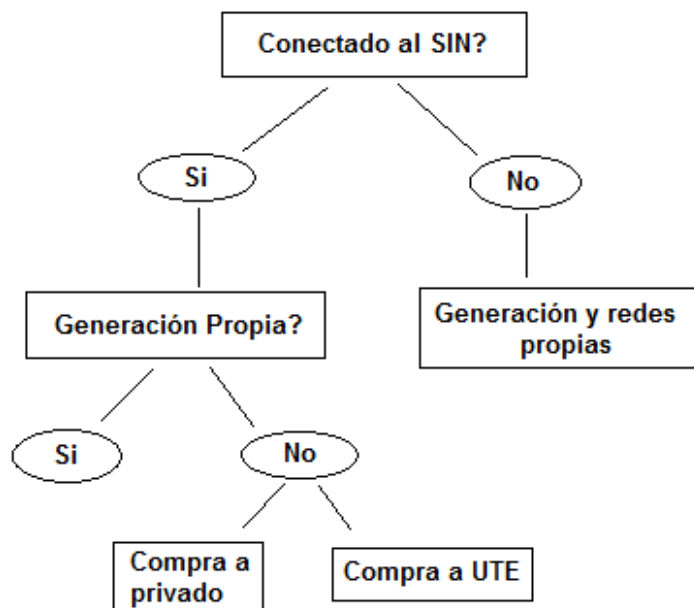 Conectado al SIN?
Si
No
Generación Propia?
Generación y redes
propias
Si
No
Compra a
privado
Compra a UTE